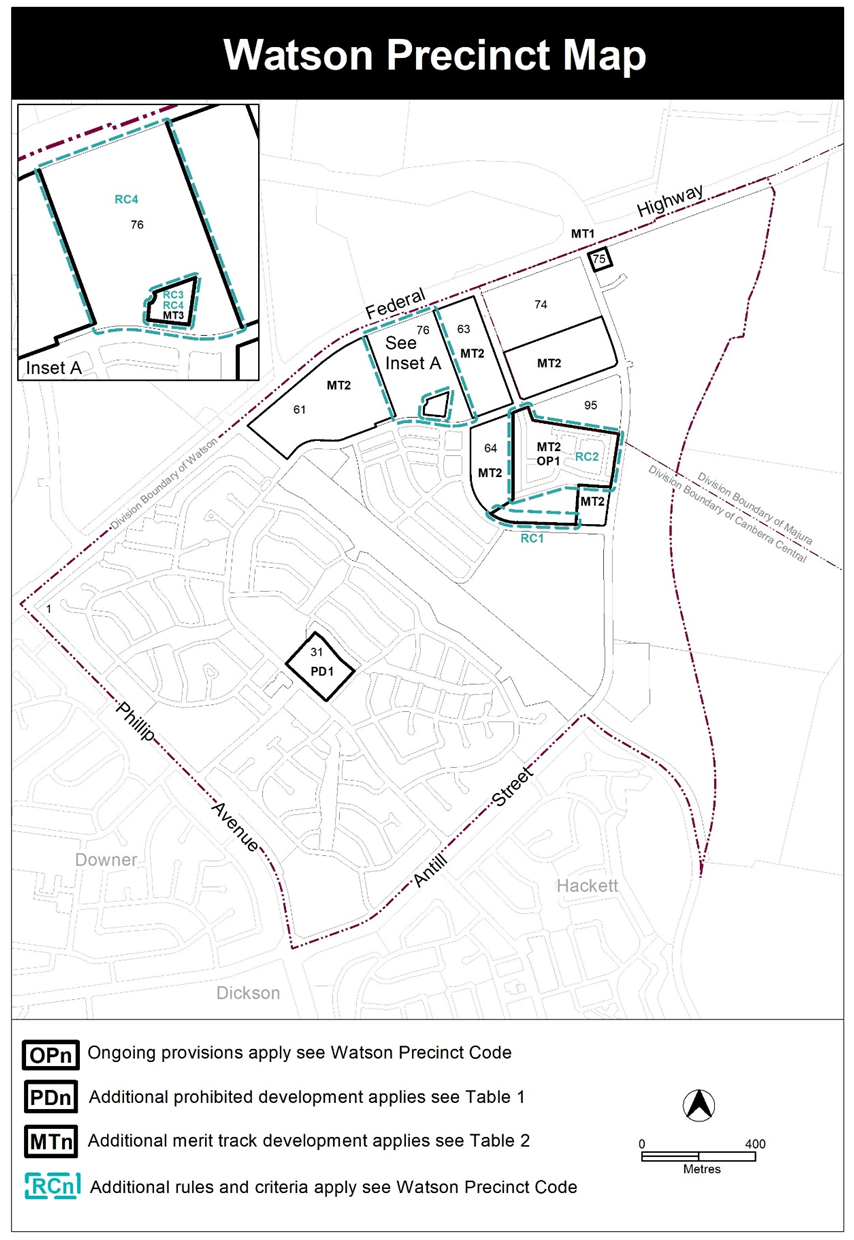 Watson Precinct Map
RC4
76
RC3
RC4
MT3
Inset A
MT1
Highway
75
Federal
74
76
63
See
Inset A
MT2
MT2
MT2
61
95
64
MT2
OP1
RC2
MT2
MT2
RC1
Division Boundary of Watson
Division Boundary of Majura
Division Boundary of Canberra Central
1
31
PD1
Phillip
Avenue
Street
Antill
Downer
Hackett
Dickson
OPn Ongoing provisions apply see Watson Precinct Code
PDn Additional prohibited development applies see Table 1
MTn Additional merit track development applies see Table 2
RCn Additional rules and criteria apply see Watson Precinct Code
0 400
Metres